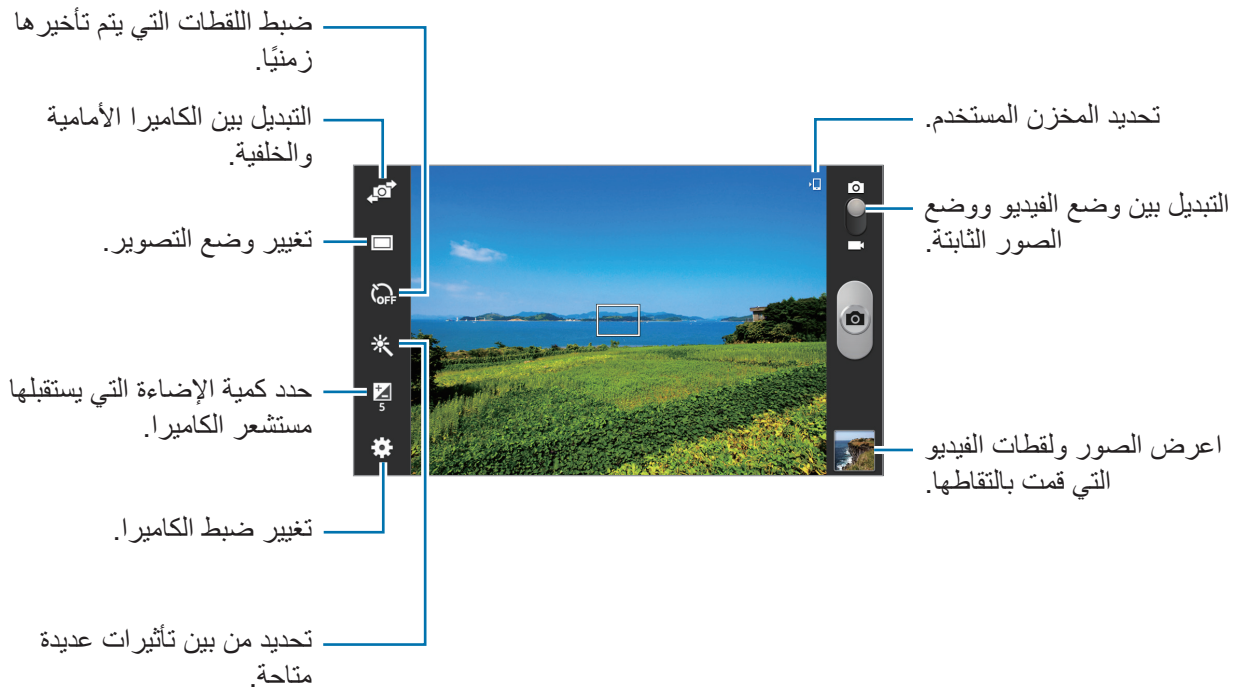 ضبط اللقطات التي يتم تأخيرها
زمنيًا.
التبديل بين الكاميرا الأمامية
والخلفية.
تغيير وضع التصوير.
OFF
حدد كمية الإضاءة التي يستقبلها
مستشعر الكاميرا.
5
تغيير ضبط الكاميرا.
تحديد من بين تأثيرات عديدة
متاحة.
تحديد المخزن المستخدم.
التبديل بين وضع الفيديو ووضع
الصور الثابتة.
اعرض الصور ولقطات الفيديو
التي قمت بالتقاطها.